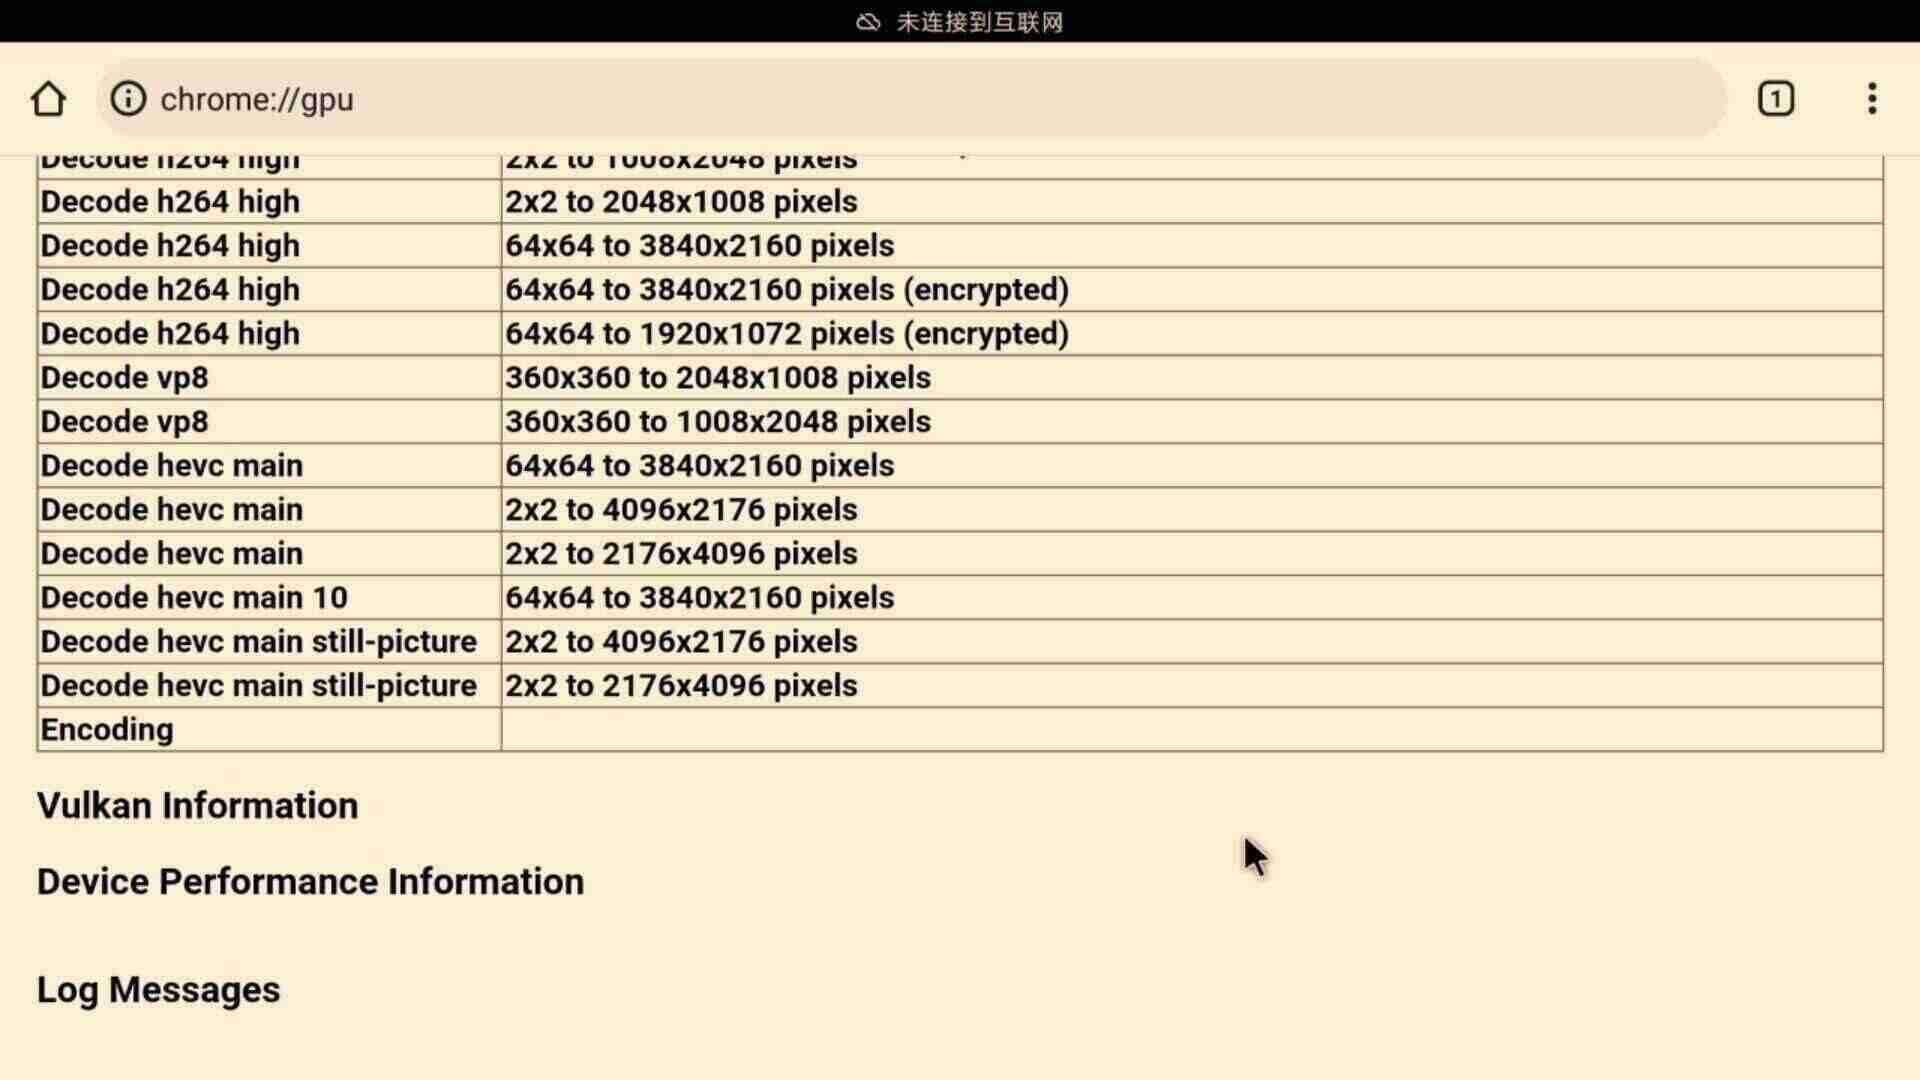 未连接到互联网
chrome://gpu
1
Decode h264 high 2x2 to 1008x2048 pixels
Decode h264 high 2x2 to 2048x1008 pixels
Decode h264 high 64x64 to 3840x2160 pixels
Decode h264 high 64x64 to 3840x2160 pixels (encrypted)
Decode h264 high 64x64 to 1920x1072 pixels (encrypted)
Decode vp8 360x360 to 2048x1008 pixels
Decode vp8 360x360 to 1008x2048 pixels
Decode hevc main 64x64 to 3840x2160 pixels
Decode hevc main 2x2 to 4096x2176 pixels
Decode hevc main 2x2 to 2176x4096 pixels
Decode hevc main 10 64x64 to 3840x2160 pixels
Decode hevc main still-picture 2x2 to 4096x2176 pixels
Decode hevc main still-picture 2x2 to 2176x4096 pixels
Encoding
Vulkan Information
Device Performance Information
Log Messages